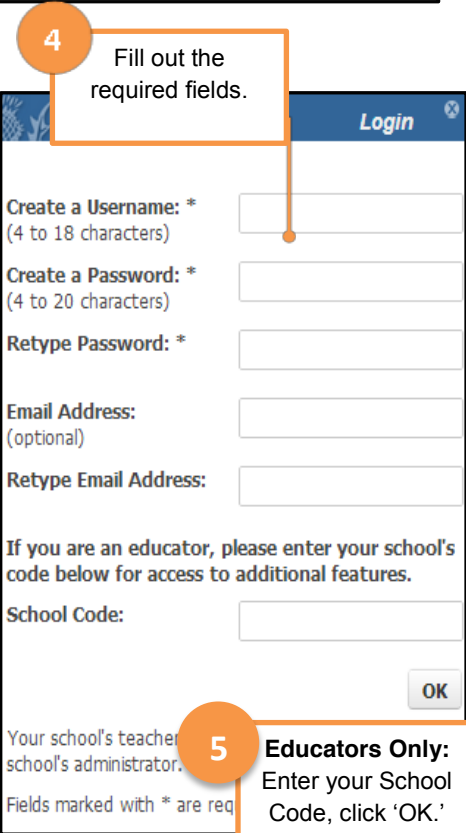 4
Fill out the
required fields.
Login
Create a Username: *
(4 to 18 characters)
Create a Password: *
(4 to 20 characters)
Retype Password: *
Email Address:
(optional)
Retype Email Address:
If you are an educator, please enter your school's
code below for access to additional features.
School Code:
OK
Your school's teacher
school's administrator.
Fields marked with * are req
5
Educators Only:
Enter your School
Code, click ‘OK.’